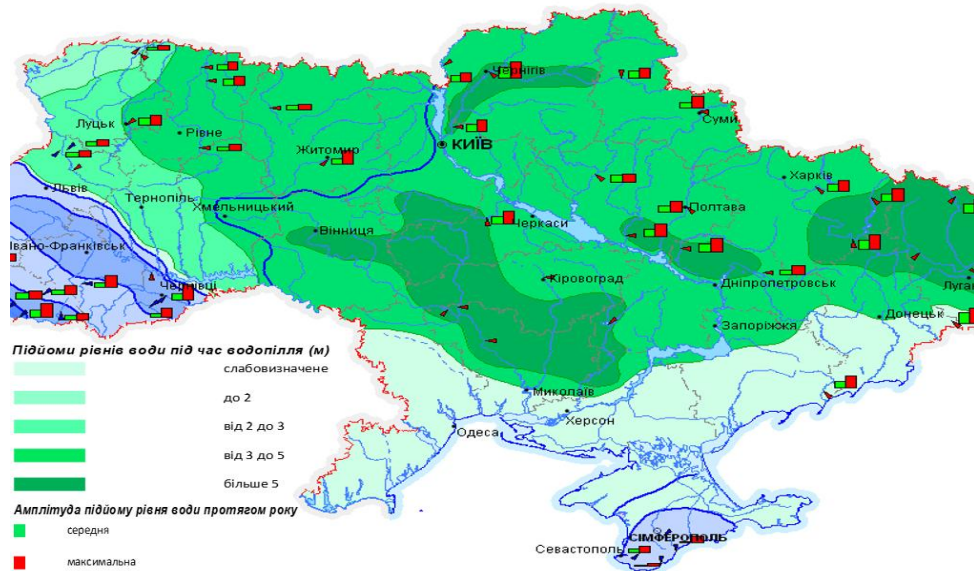 Чернігів
Суми
Луцьк
Рівне
Житомир
КИЇВ
Львів
Тернопіль
Хмельницький
Харків
Полтава
Черкаси
Вінниця
Івано-Франківськ
Чернівці
Кіровоград
Дніпропетровськ
Луган
Донецьк
Запоріжжя
Підйоми рівнів води під час водопілля (м)
слабовизначене
до 2
від 2 до 3
від 3 до 5
більше 5
Миколаїв
Херсон
Одеса
Амплітуда підйому рівня води протягом року
середня
максимальна
СІМФЕРОПОЛЬ
Севастополь